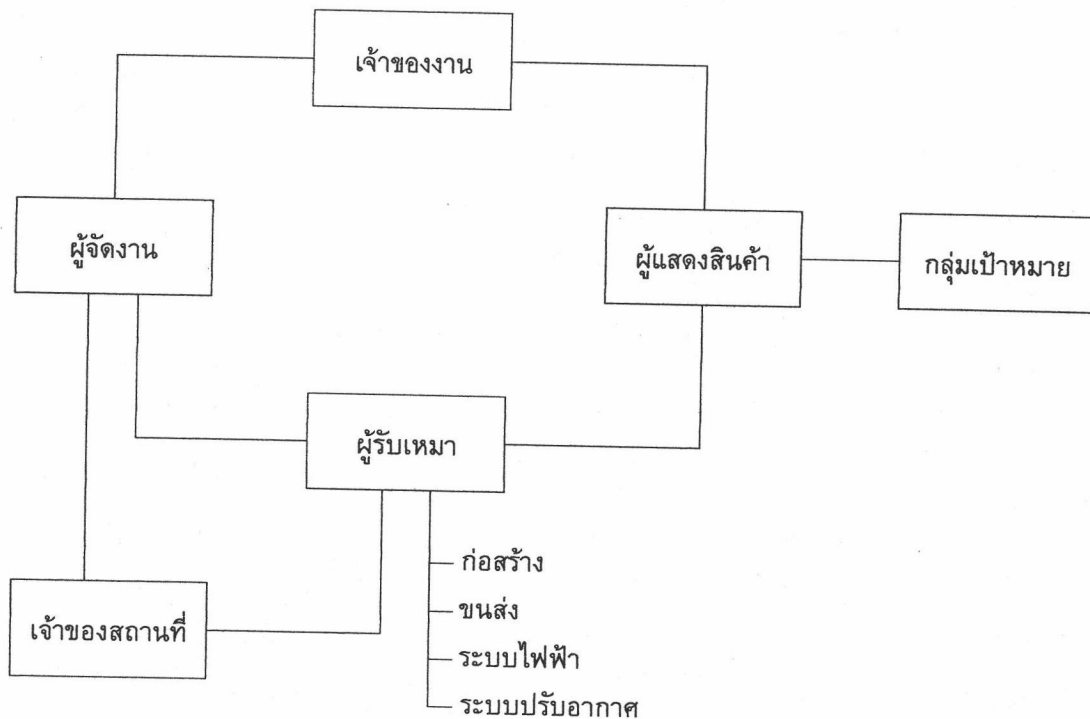 เจ้าของงาน
ผู้จัดงาน
ผู้แสดงสินค้า
กลุ่มเป้าหมาย
ผู้รับเหมา
ก่อสร้าง
ขนส่ง
ระบบไฟฟ้า
ระบบปรับอากาศ
เจ้าของสถานที่